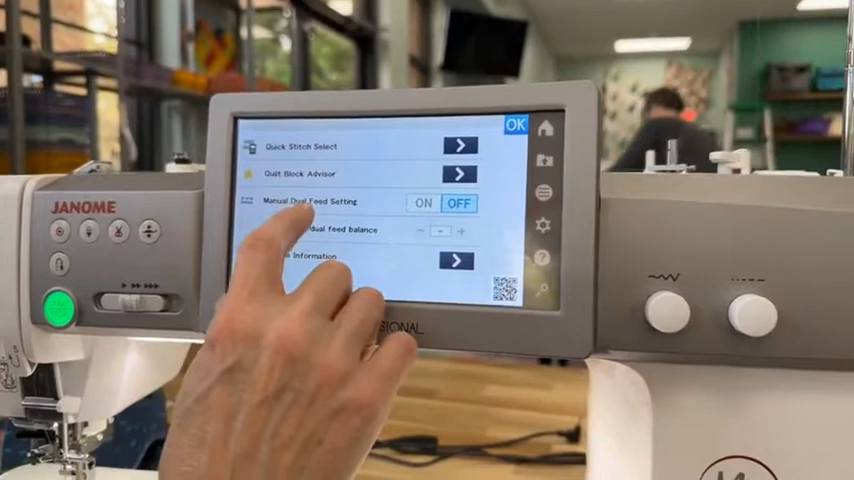 OK
Quick Stitch Select
Quilt Block Advisor
JANOME
Manual Dual Feed Setting ON OFF
dual feed balance - - +
Information
SIONAL